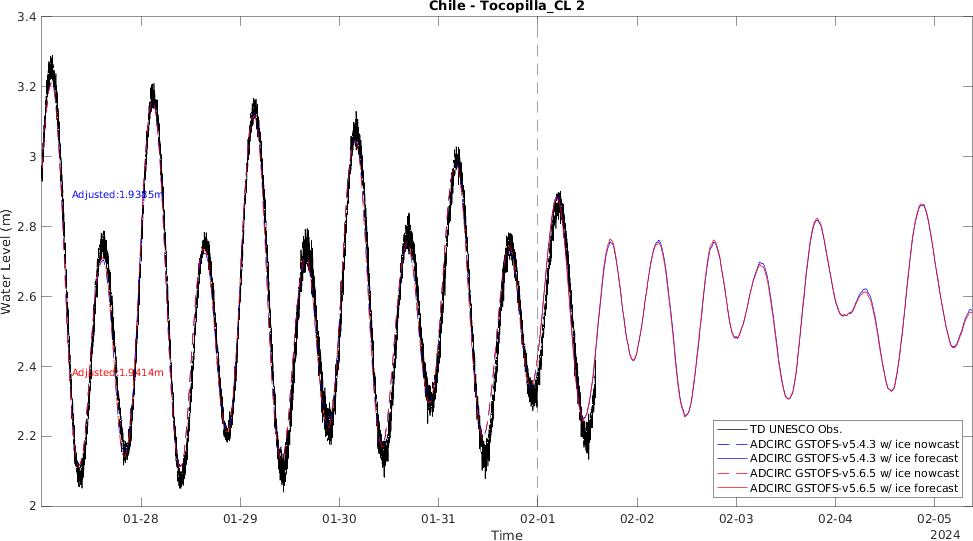 Chile - Tocopilla_CL 2
3.4
3.2
3
2.8
2.6
2.4
2.2
2
Water Level (m)
Adjusted:1.9385m
Adjusted:1.9414m
01-28
01-29
01-30
01-31
02-01
02-02
02-03
02-04
02-05
2024
Time
TD UNESCO Obs.
ADCIRC GSTOFS-v5.4.3 w/ ice nowcast
ADCIRC GSTOFS-v5.4.3 w/ ice forecast
ADCIRC GSTOFS-v5.6.5 w/ ice nowcast
ADCIRC GSTOFS-v5.6.5 w/ ice forecast